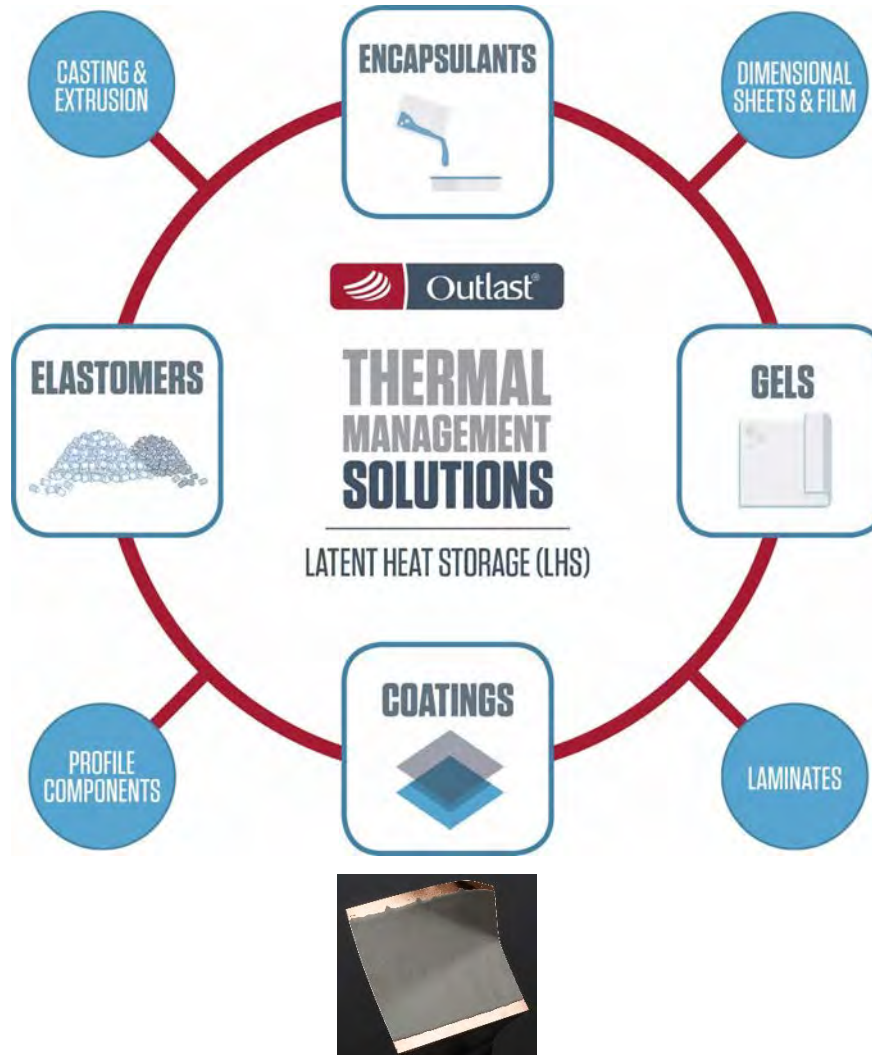 CASTING &
EXTRUSION
ENCAPSULANTS
DIMENSIONAL
SHEETS & FILM
Outlast®
ELASTOMERS
THERMAL
MANAGEMENT
SOLUTIONS
GELS
LATENT HEAT STORAGE (LHS)
COATINGS
PROFILE
COMPONENTS
LAMINATES